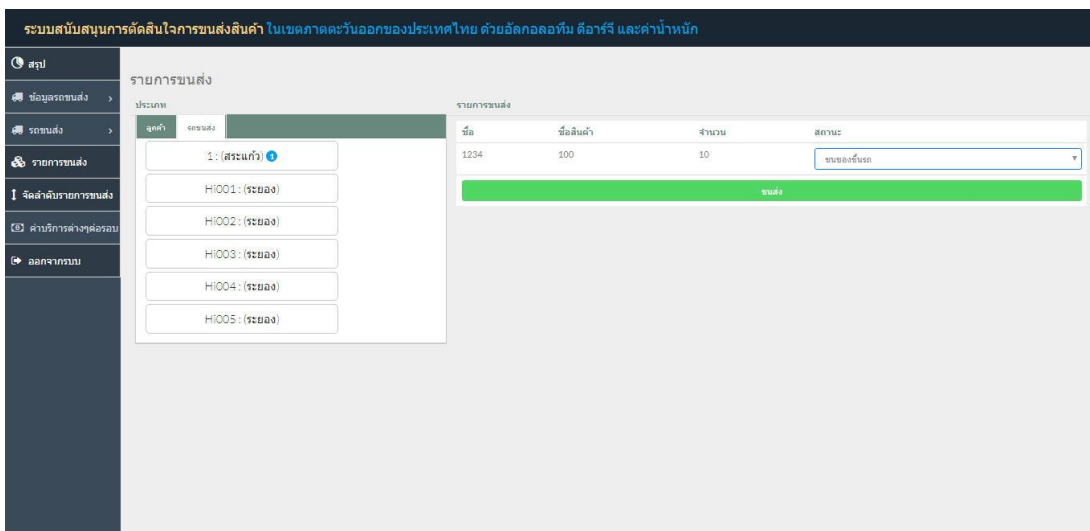 ระบบสนับสนุนการตัดสินใจการขนส่งสินค้า ในเขตภาคตะวันออกของประเทศไทย ด้วยอัลกอลอทึม ดีอาร์จี และค่าน้ำหนัก
สรุป
ข้อมูลรถขนส่ง
รถขนส่ง
รายการขนส่ง
จัดลำดับรายการขนส่ง
ค่าบริการต่างๆต่อรอบ
ออกจากรบบ
รายการขนส่ง
ประเภท
ลูกค้า รถขนส่ง
1 : (สระแก้ว) 1
Hi001 : (ระยอง)
Hi002 : (ระยอง)
Hi003 : (ระยอง)
Hi004 : (ระยอง)
Hi005 : (ระยอง)
รายการขนส่ง
ชื่อ ชื่อสินค้า จำนวน สถานะ
1234 100 10 ขนของขึ้นรถ
ขนส่ง